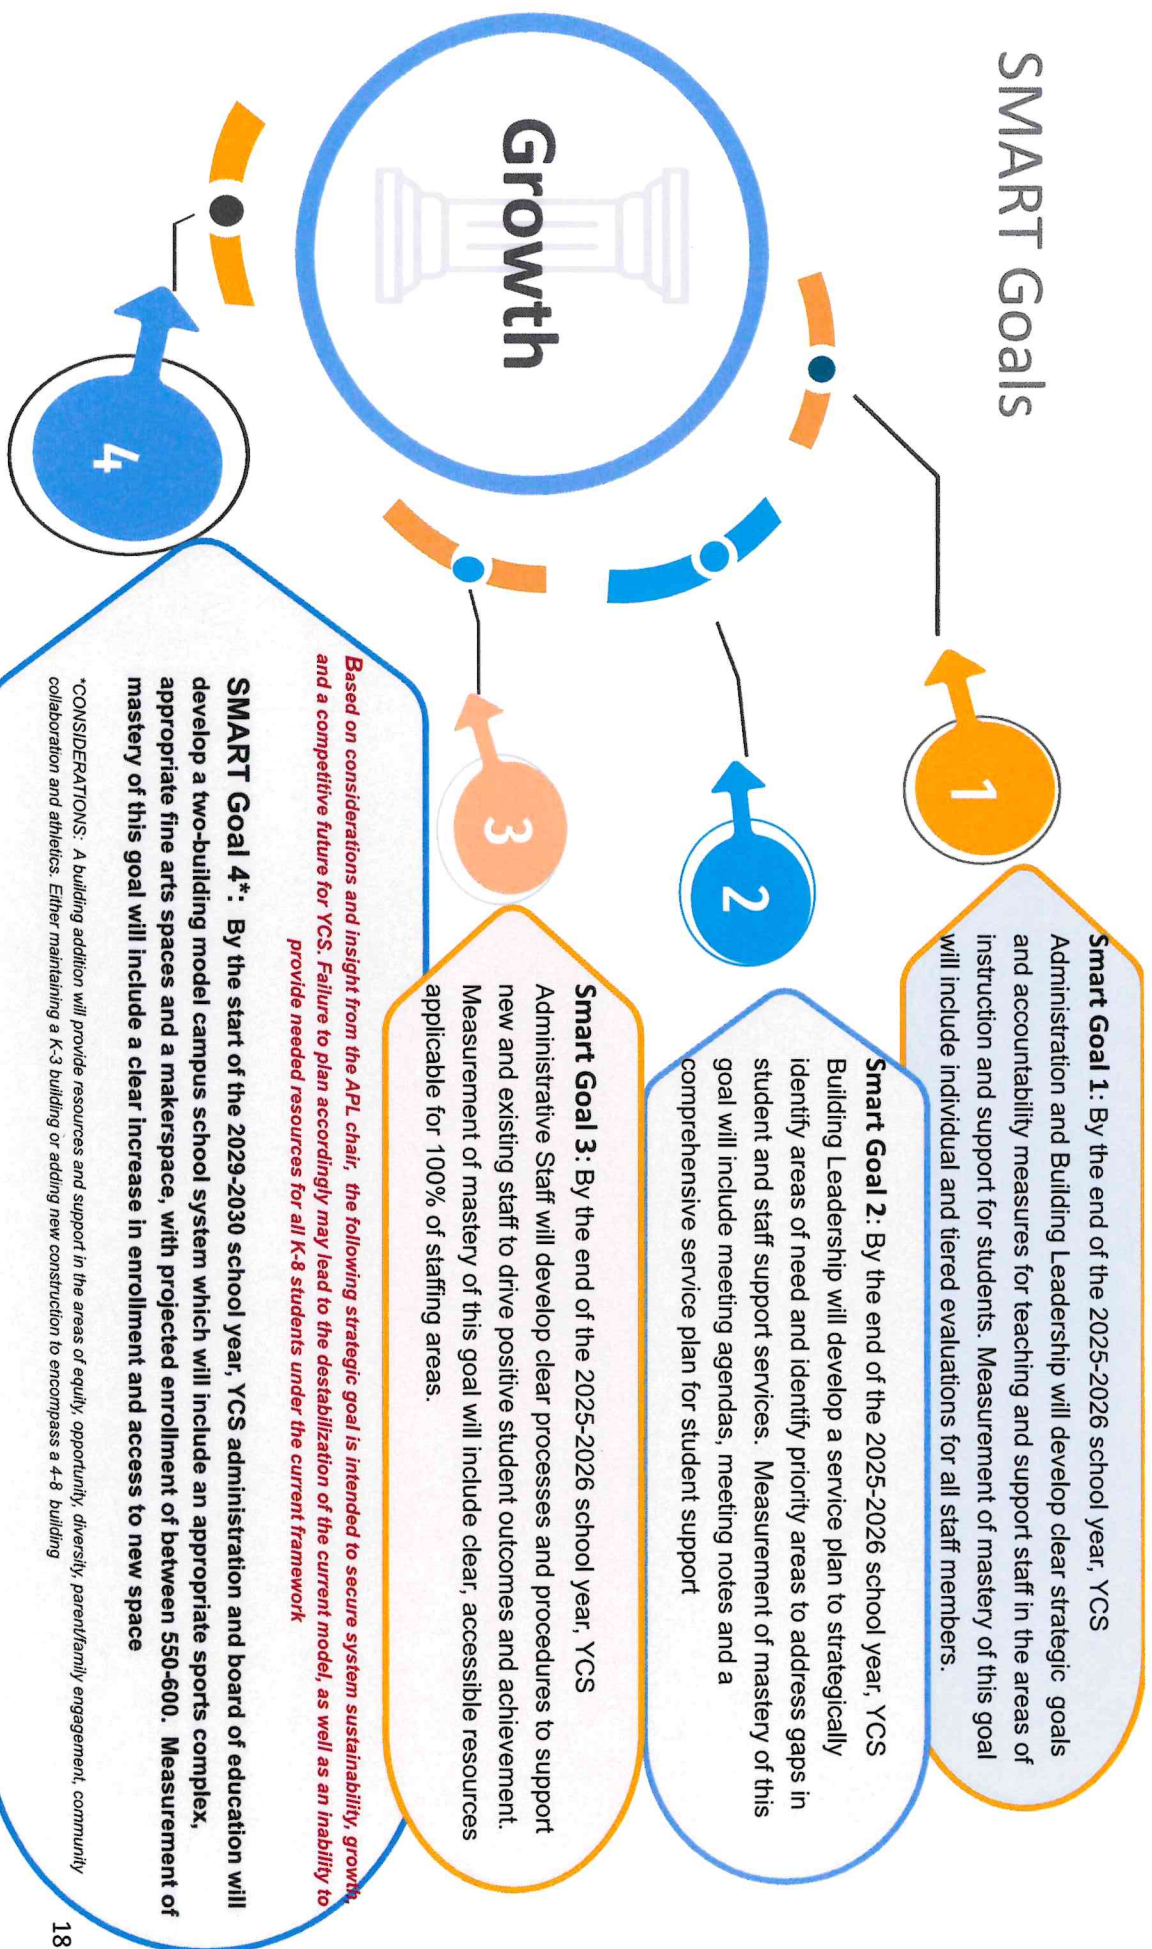 SMART Goals
Growth
1
Smart Goal 1: By the end of the 2025-2026 school year, YCS
Administration and Building Leadership will develop clear strategic goals
and accountability measures for teaching and support staff in the areas of
instruction and support for students. Measurement of mastery of this goal
will include individual and tiered evaluations for all staff members.
2
Smart Goal 2: By the end of the 2025-2026 school year, YCS
Building Leadership will develop a service plan to strategically
identify areas of need and identify priority areas to address gaps in
student and staff support services. Measurement of mastery of this
goal will include meeting agendas, meeting notes and a
comprehensive service plan for student support
3
Smart Goal 3: By the end of the 2025-2026 school year, YCS
Administrative Staff will develop clear processes and procedures to support
new and existing staff to drive positive student outcomes and achievement.
Measurement of mastery of this goal will include clear, accessible resources
applicable for 100% of staffing areas.
Based on considerations and insight from the APL chair, the following strategic goal is intended to secure system sustainability, growth,
and a competitive future for YCS. Failure to plan accordingly may lead to the destabilization of the current model, as well as an inability to
provide needed resources for all K-8 students under the current framework
4
SMART Goal 4*: By the start of the 2029-2030 school year, YCS administration and board of education will
develop a two-building model campus school system which will include an appropriate sports complex,
appropriate fine arts spaces and a makerspace, with projected enrollment of between 550-600. Measurement of
mastery of this goal will include a clear increase in enrollment and access to new space
*CONSIDERATIONS: A building addition will provide resources and support in the areas of equity, opportunity, diversity, parent/family engagement, community
collaboration and athletics. Either maintaining a K-3 building or adding new construction to encompass a 4-8 building
18